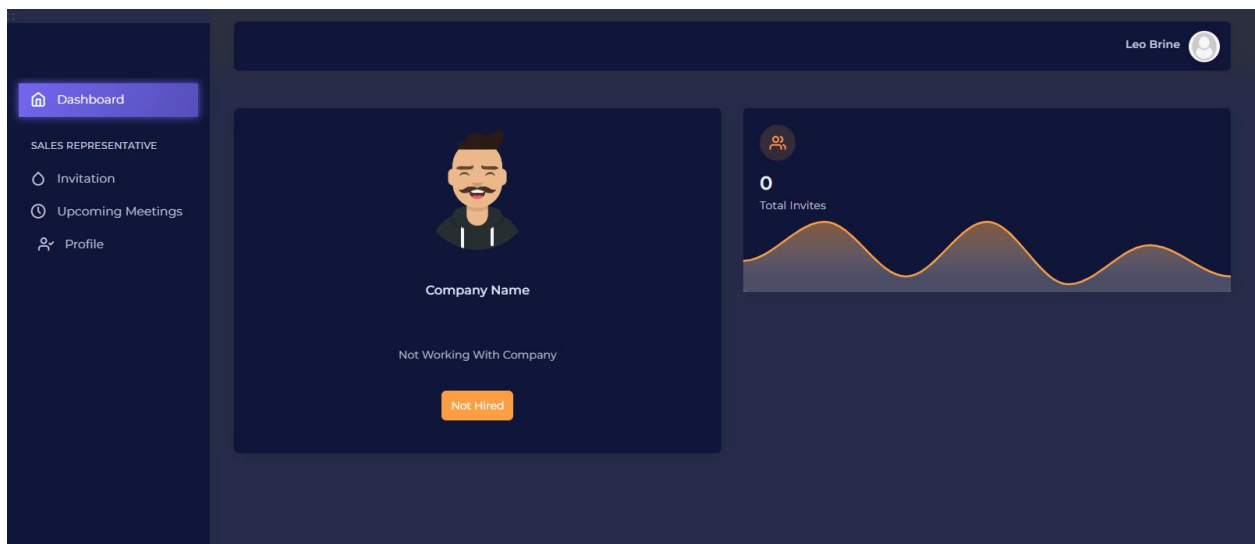 Leo Brine
Dashboard
SALES REPRESENTATIVE
Invitation
Upcoming Meetings
Profile
Company Name
Not Working With Company
Not Hired
0
Total Invites